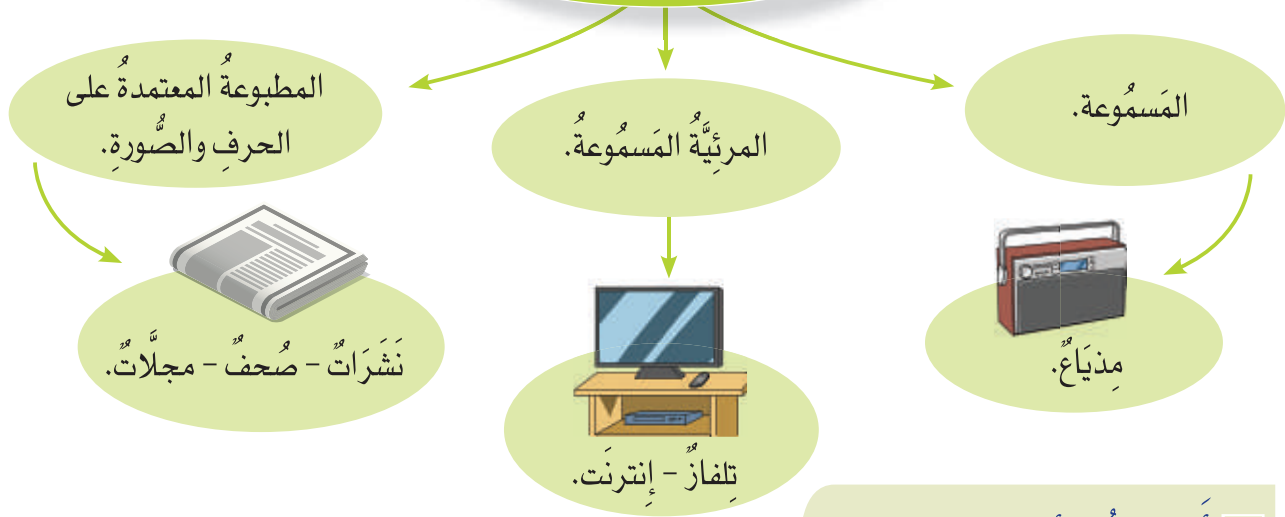 المَسمُوعة.
المرئِيَّةُ المَسمُوعةُ.
المطبوعةُ المعتمدةُ على
الحرفِ والصُّورةِ.
مِذيَاعٌ.
تِلفازٌ – إِنترنَت.
نَشَرَاتٌ – صُحفٌ – مجلَّاتٌ.